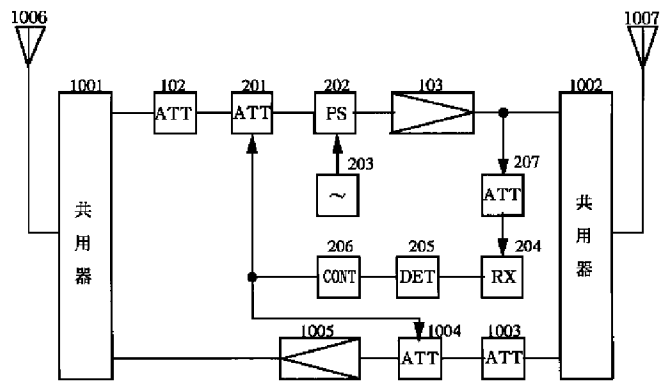 1006
1007
1001
102
201
202
103
1002
ATT
ATT
PS
203
207
~
ATT
共用器
共用器
206
205
204
CONT
DET
RX
1005
1004
1003
ATT
ATT